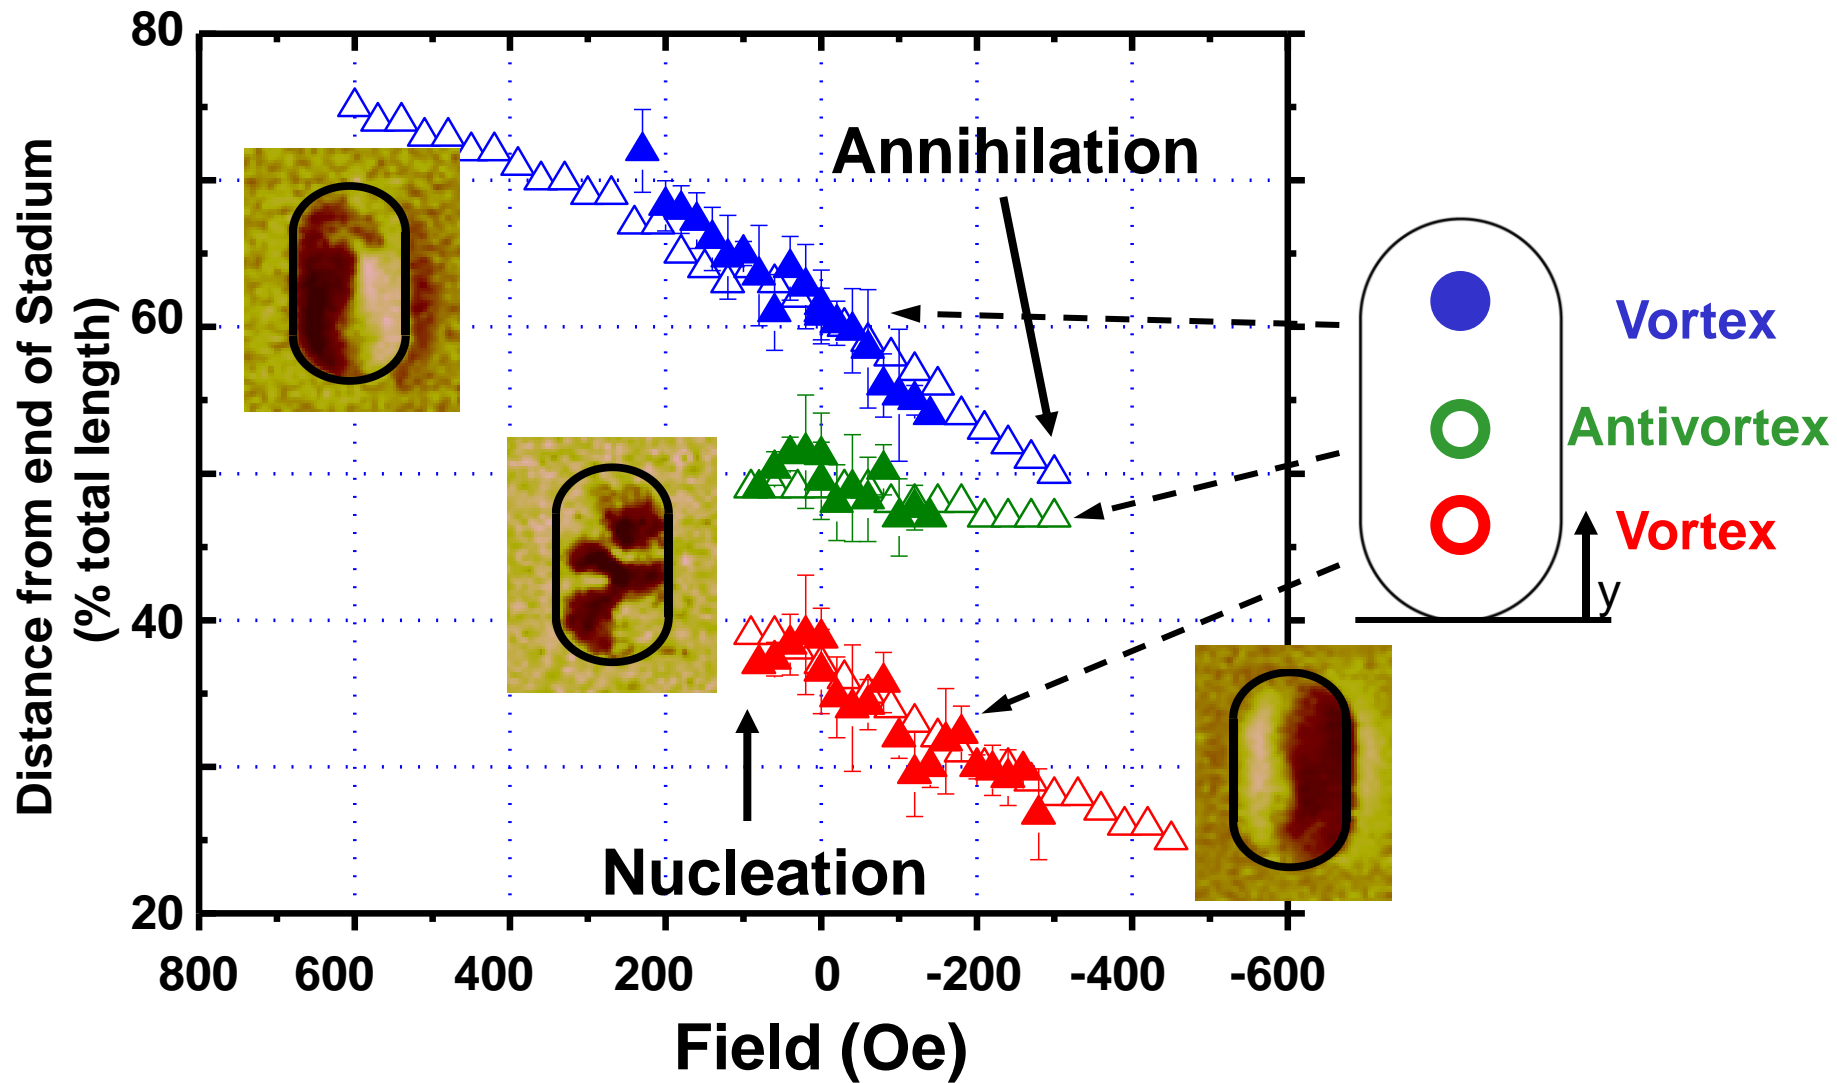 Distance from end of Stadium
(% total length)
80
60
40
20
800 600 400 200 0 -200 -400 -600
Field (Oe)
Annihilation
Nucleation
Vortex
Antivortex
Vortex
y